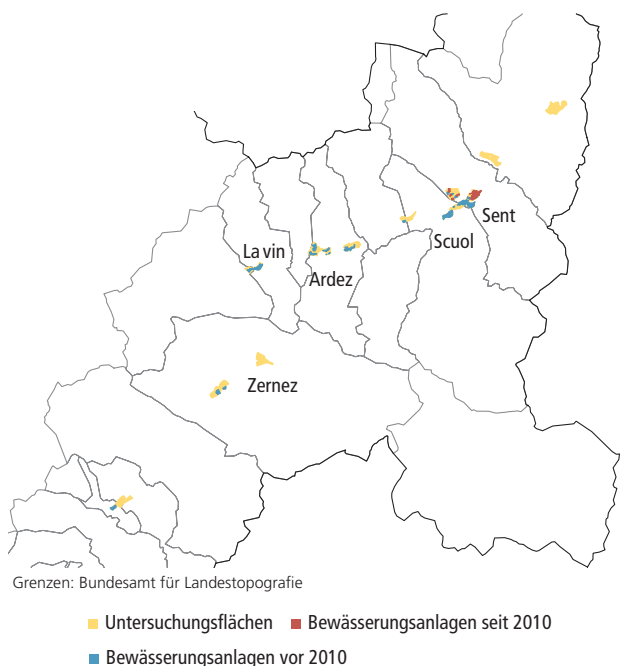 Sent
Scuol
La vin
Ardez
Zernez
Grenzen: Bundesamt für Landestopografie
Untersuchungsflächen Bewässerungsanlagen seit 2010
Bewässerungsanlagen vor 2010